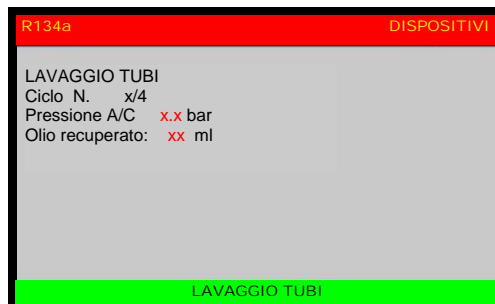 R134a DISPOSITIVI
LAVAGGIO TUBI
Ciclo N. x/4
Pressione A/C x.x bar
Olio recuperato: xx ml
LAVAGGIO TUBI